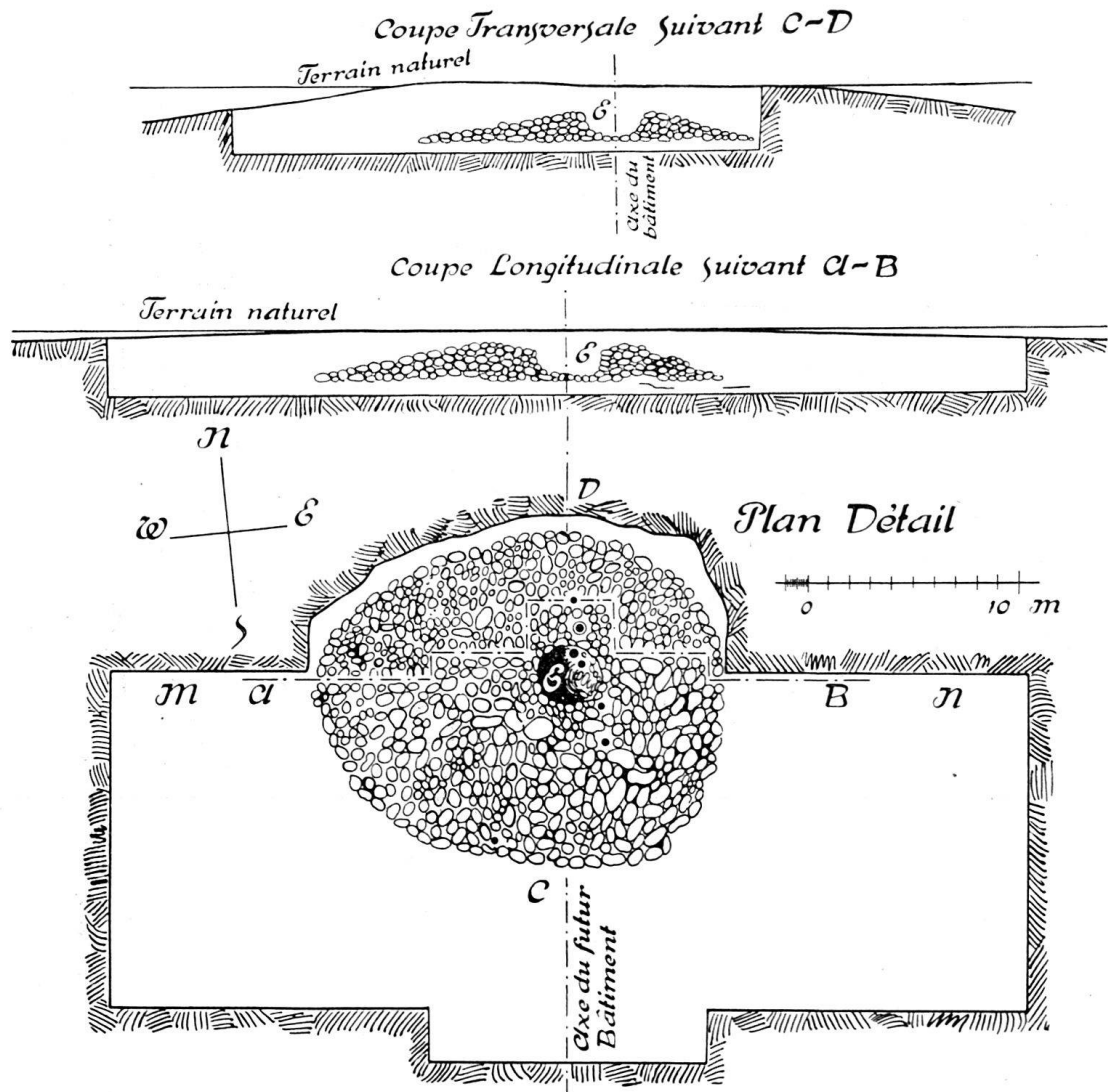 Coupe Transversale Suivant C-D
Terrain naturel
E
Axe du
bâtiment
Coupe Longitudinale Suivant A-B
Terrain naturel
E
N
W E
S
D
Plan Détail
0 10 m
E
M A B N
C
Axe du futur
Bâtiment